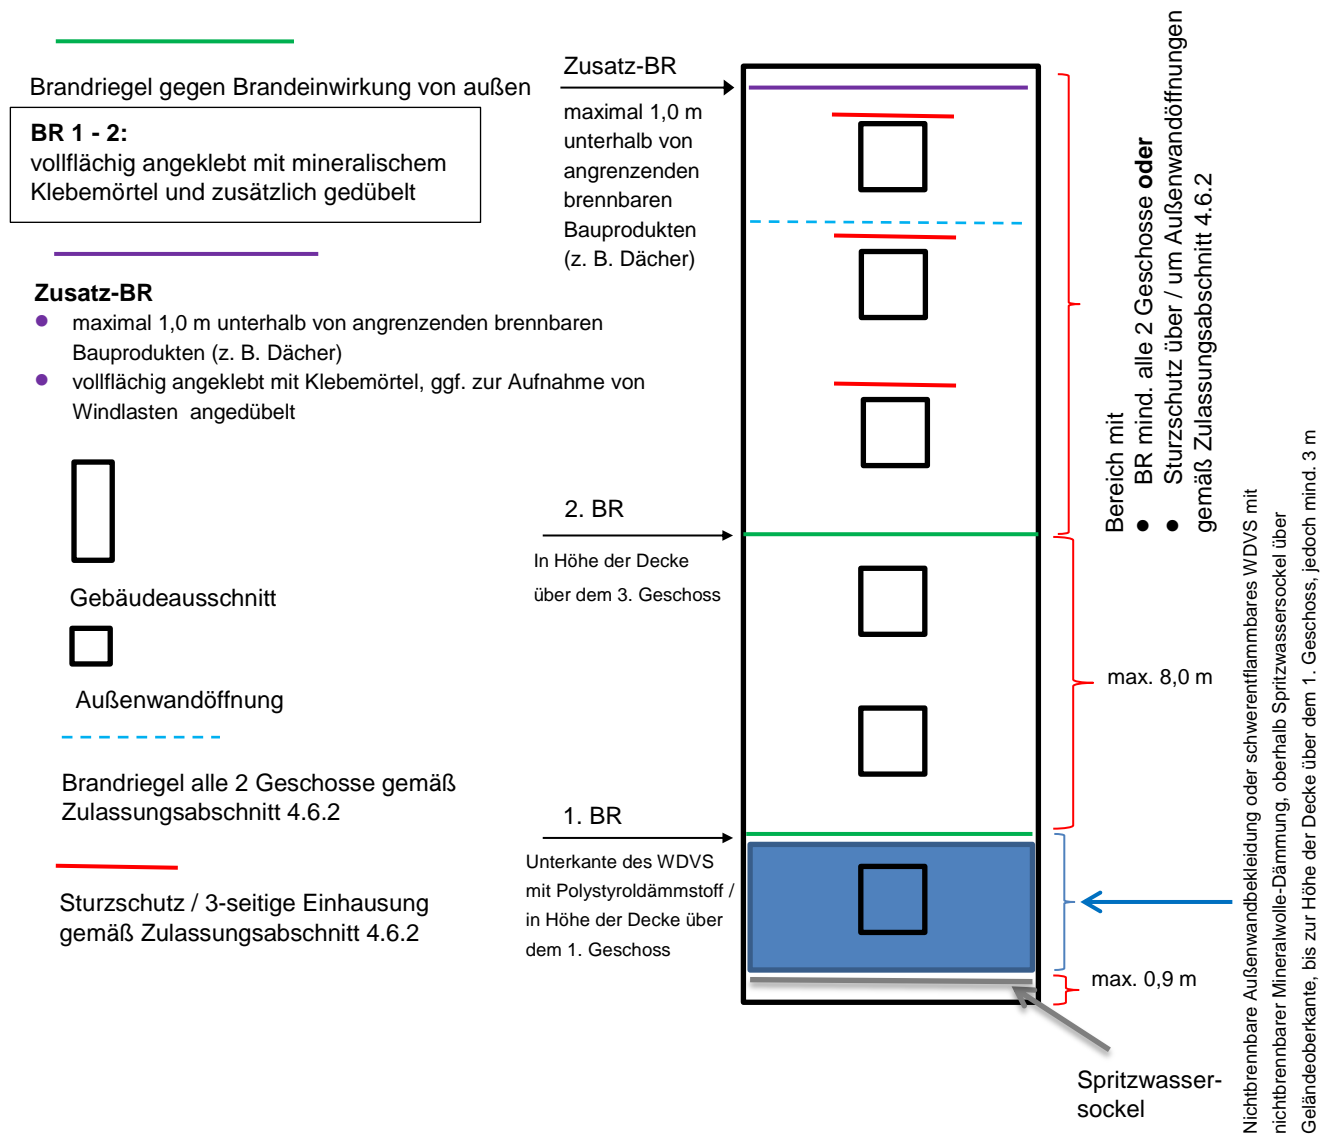 Brandriegel gegen Brandeinwirkung von außen
BR 1 - 2:
vollflächig angeklebt mit mineralischem
Klebemörtel und zusätzlich gedübelt
Zusatz-BR
• maximal 1,0 m unterhalb von angrenzenden brennbaren
Bauprodukten (z. B. Dächer)
• vollflächig angeklebt mit Klebemörtel, ggf. zur Aufnahme von
Windlasten angedübelt
Gebäudeausschnitt
Außenwandöffnung
Brandriegel alle 2 Geschosse gemäß
Zulassungsabschnitt 4.6.2
Sturzschutz / 3-seitige Einhausung
gemäß Zulassungsabschnitt 4.6.2
Zusatz-BR
maximal 1,0 m
unterhalb von
angrenzenden
brennbaren
Bauprodukten
(z. B. Dächer)
2. BR
In Höhe der Decke
über dem 3. Geschoss
1. BR
Unterkante des WDVS
mit Polystyroldämmstoff /
in Höhe der Decke über
dem 1. Geschoss
Bereich mit
• BR mind. alle 2 Geschosse oder
• Sturzschutz über / um Außenwandöffnungen
gemäß Zulassungsabschnitt 4.6.2
max. 8,0 m
max. 0,9 m
Spritzwasser-
sockel
Nichtbrennbare Außenwandbekleidung oder schwerentflammbares WDVS mit
nichtbrennbarer Mineralwolle-Dämmung, oberhalb Spritzwassersockel über
Geländeoberkante, bis zur Höhe der Decke über dem 1. Geschoss, jedoch mind. 3 m